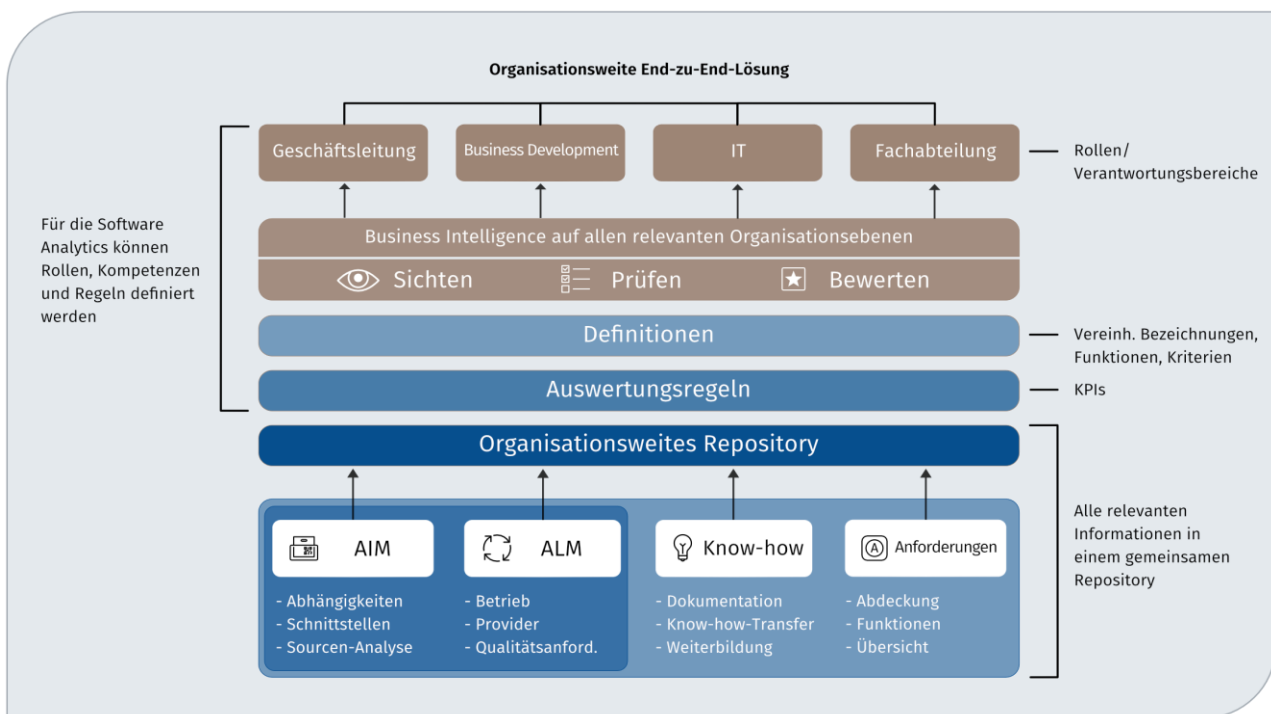 Organisationsweite End-zu-End-Lösung
Geschäftsleitung
Business Development
IT
Fachabteilung
Rollen/
Verantwortungsbereiche
Für die Software
Analytics können
Rollen, Kompetenzen
und Regeln definiert
werden
Business Intelligence auf allen relevanten Organisationsebenen
Sichten
Prüfen
Bewerten
Definitionen
Vereinh. Bezeichnungen,
Funktionen, Kriterien
Auswertungsregeln
KPIs
Organisationsweites Repository
Alle relevanten
Informationen in
einem gemeinsamen
Repository
AIM
- Abhängigkeiten
- Schnittstellen
- Sourcen-Analyse
ALM
- Betrieb
- Provider
- Qualitätsanford.
Know-how
- Dokumentation
- Know-how-Transfer
- Weiterbildung
A
Anforderungen
- Abdeckung
- Funktionen
- Übersicht